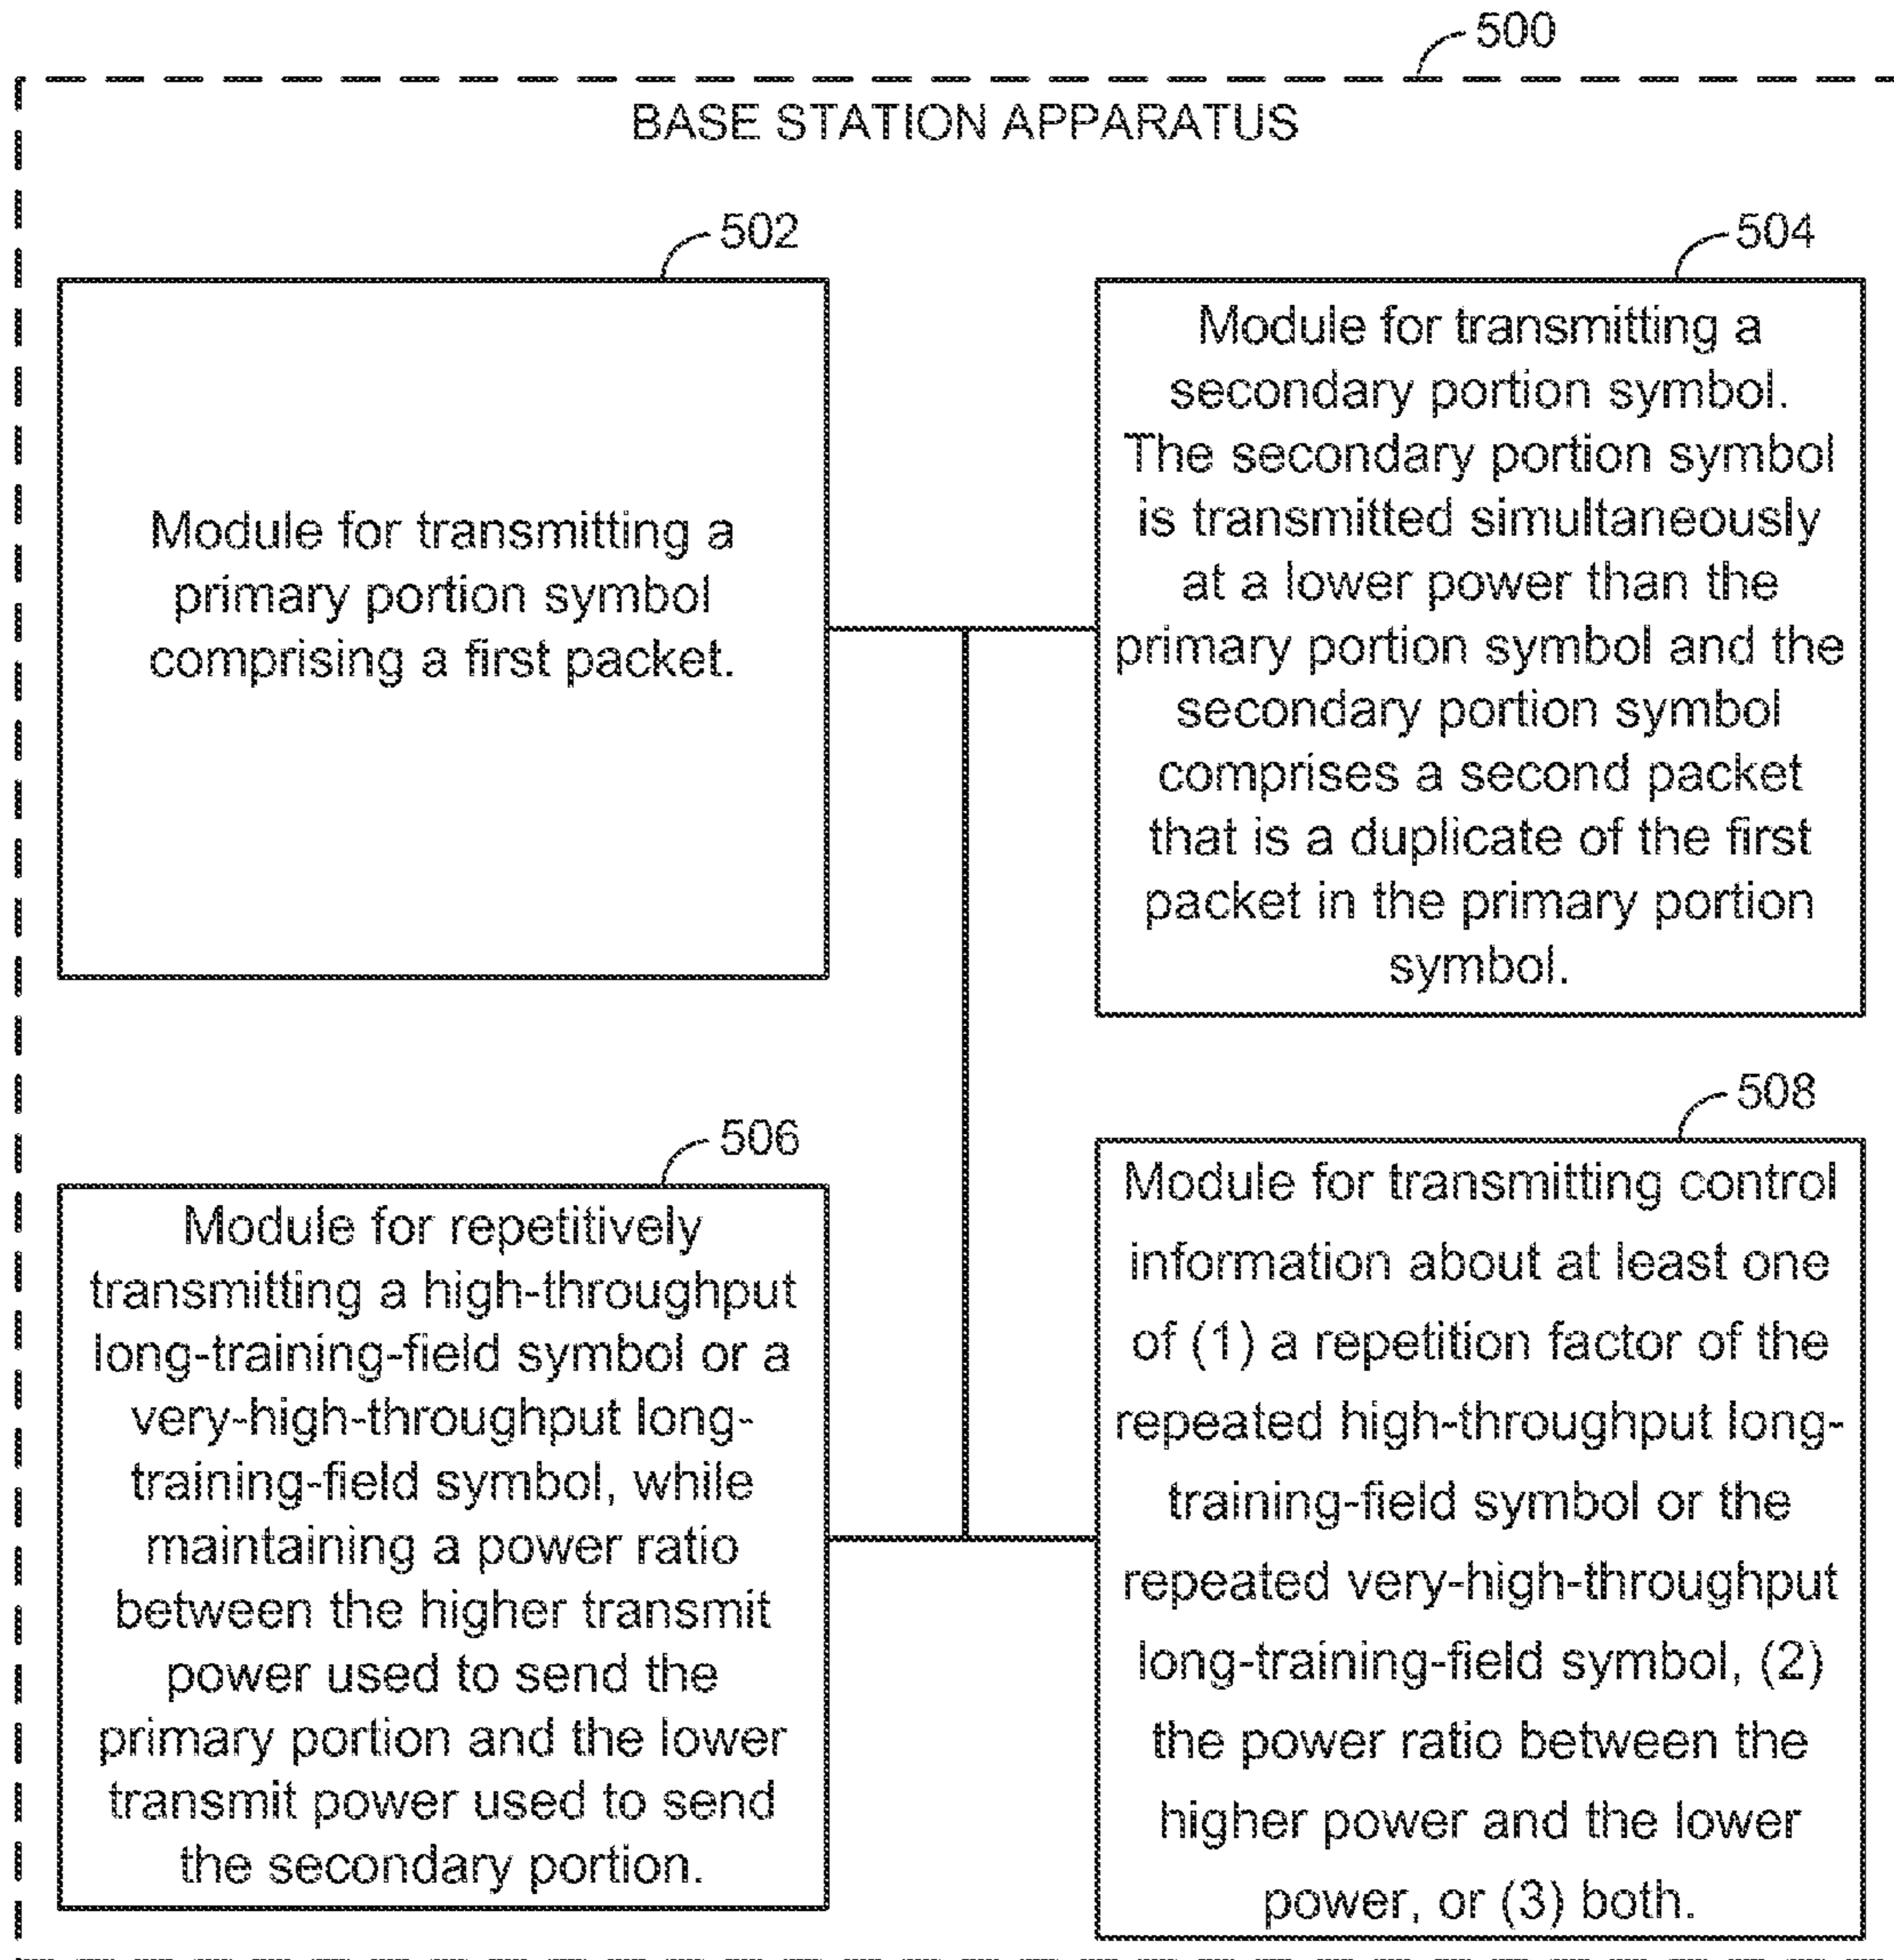 500
BASE STATION APPARATUS
502
Module for transmitting a
primary portion symbol
comprising a first packet.
504
Module for transmitting a
secondary portion symbol.
The secondary portion symbol
is transmitted simultaneously
at a lower power than the
primary portion symbol and the
secondary portion symbol
comprises a second packet
that is a duplicate of the first
packet in the primary portion
symbol.
506
Module for repetitively
transmitting a high-throughput
long-training-field symbol or a
very-high-throughput long-
training-field symbol, while
maintaining a power ratio
between the higher transmit
power used to send the
primary portion and the lower
transmit power used to send
the secondary portion.
508
Module for transmitting control
information about at least one
of (1) a repetition factor of the
repeated high-throughput long-
training-field symbol or the
repeated very-high-throughput
long-training-field symbol, (2)
the power ratio between the
higher power and the lower
power, or (3) both.